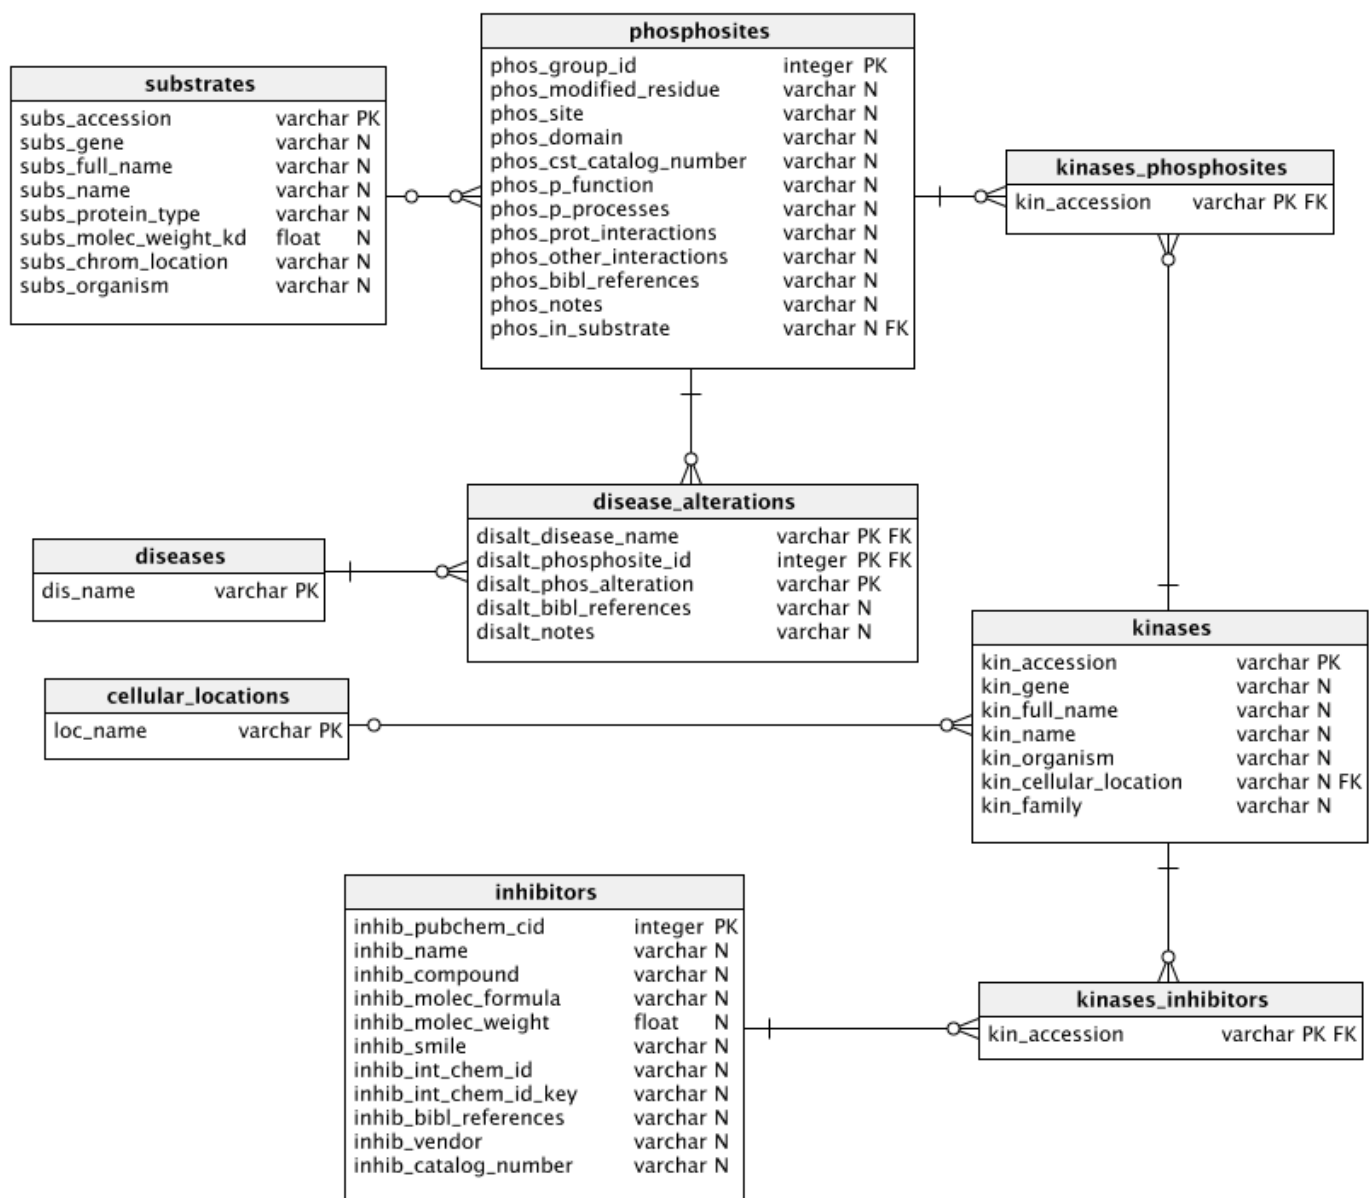 phosphosites
phos_group_id integer PK
phos_modified_residue varchar N
phos_site varchar N
phos_domain varchar N
phos_cst_catalog_number varchar N
phos_p_function varchar N
phos_p_processes varchar N
phos_prot_interactions varchar N
phos_other_interactions varchar N
phos_bibl_references varchar N
phos_notes varchar N
phos_in_substrate varchar N FK
substrates
subs_accession varchar PK
subs_gene varchar N
subs_full_name varchar N
subs_name varchar N
subs_protein_type varchar N
subs_molec_weight_kd float N
subs_chrom_location varchar N
subs_organism varchar N
kinases_phosphosites
kin_accession varchar PK FK
disease_alterations
disalt_disease_name varchar PK FK
disalt_phosphosite_id integer PK FK
disalt_phos_alteration varchar PK
disalt_bibl_references varchar N
disalt_notes varchar N
diseases
dis_name varchar PK
kinases
kin_accession varchar PK
kin_gene varchar N
kin_full_name varchar N
kin_name varchar N
kin_organism varchar N
kin_cellular_location varchar N FK
kin_family varchar N
cellular_locations
loc_name varchar PK
inhibitors
inhib_pubchem_cid integer PK
inhib_name varchar N
inhib_compound varchar N
inhib_molec_formula varchar N
inhib_molec_weight float N
inhib_smile varchar N
inhib_int_chem_id varchar N
inhib_int_chem_id_key varchar N
inhib_bibl_references varchar N
inhib_vendor varchar N
inhib_catalog_number varchar N
kinases_inhibitors
kin_accession varchar PK FK